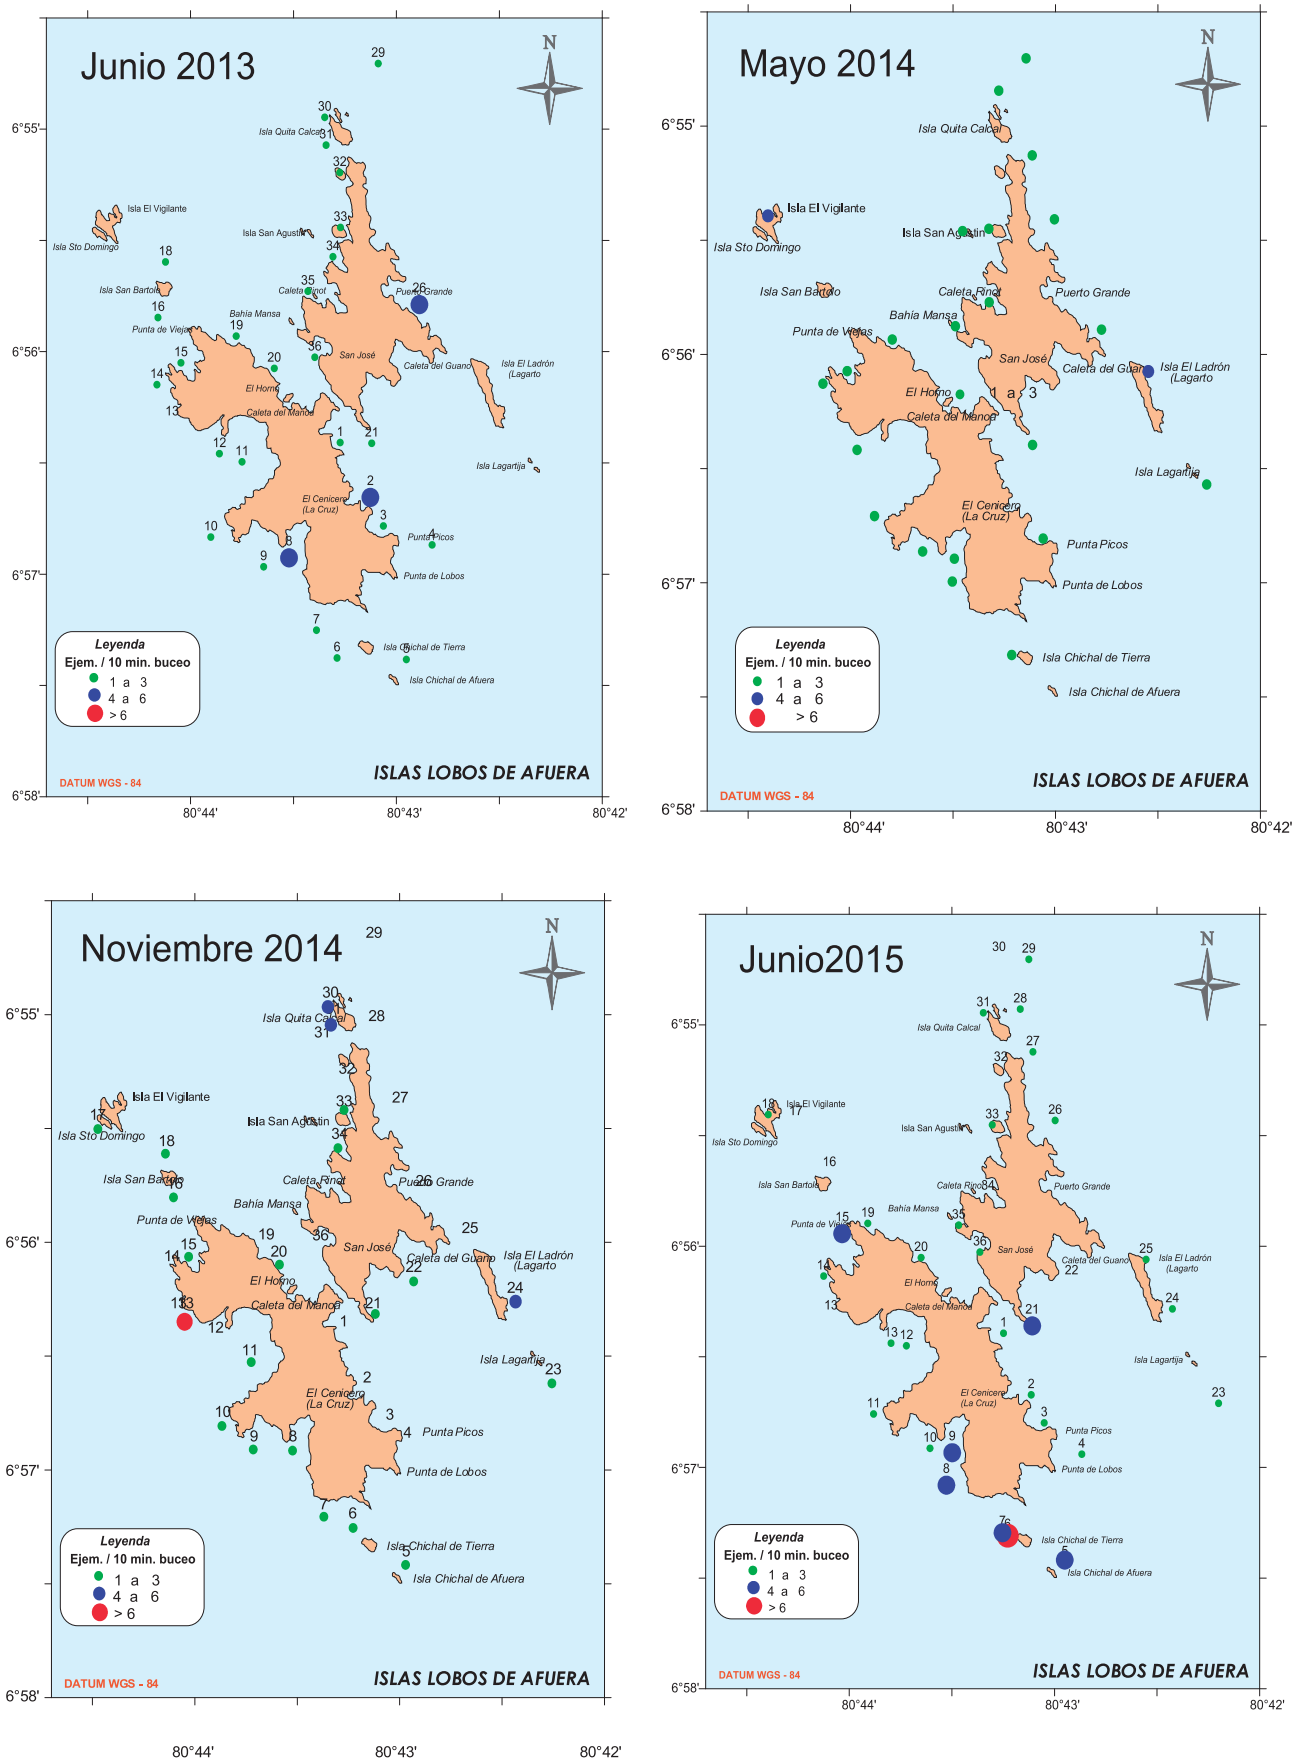 Junio 2013
N
29
30
Isla Quita Calcal
31
32
6°55'
Isla El Vigilante
Isla Sto Domingo
33
Isla San Agustin
34
18
Isla San Bartolo
35
Caleta Rinot
26
Puerto Grande
16
Punta de Viejas
19
Bahía Mansa
36
San José
6°56'
15
20
14
13
El Horno
Caleta del Manoa
Caleta del Guano
Isla El Ladrón
(Lagarto
12
11
1
21
Isla Lagartija
2
El Cenicero
(La Cruz)
3
10
8
4
Punta Picos
9
Punta de Lobos
6°57'
7
6
Isla Chichal de Tierra
5
Isla Chichal de Afuera
Leyenda
Ejem. / 10 min. buceo
1 a 3
4 a 6
> 6
DATUM WGS - 84
ISLAS LOBOS DE AFUERA
6°58'
80°44'
80°43'
80°42'
Mayo 2014
N
6°55'
Isla Quita Calcal
Isla El Vigilante
Isla Sto Domingo
Isla San Agustin
Isla San Bartolo
Caleta Rinot
Puerto Grande
Bahía Mansa
Punta de Viejas
6°56'
San José
Caleta del Guano
Isla El Ladrón
(Lagarto
El Horno
1 a 3
Caleta del Manoa
Isla Lagartija
El Cenicero
(La Cruz)
Punta Picos
6°57'
Punta de Lobos
Isla Chichal de Tierra
Isla Chichal de Afuera
Leyenda
Ejem. / 10 min. buceo
1 a 3
4 a 6
> 6
DATUM WGS - 84
ISLAS LOBOS DE AFUERA
6°58'
80°44'
80°43'
80°42'
Noviembre 2014
N
29
30
6°55'
Isla Quita Calcal
28
31
32
Isla El Vigilante
27
17
33
Isla San Agustin
Isla Sto Domingo
34
18
Isla San Bartolo
16
Caleta Rinot
26
Puerto Grande
Bahía Mansa
Punta de Viejas
19
36
25
6°56'
15
14
20
San José
Caleta del Guano
Isla El Ladrón
(Lagarto
22
El Horno
24
13
Caleta del Manoa
21
12
1
11
Isla Lagartija
23
2
El Cenicero
(La Cruz)
3
10
9
8
4
Punta Picos
6°57'
Punta de Lobos
7
6
Isla Chichal de Tierra
5
Isla Chichal de Afuera
Leyenda
Ejem. / 10 min. buceo
1 a 3
4 a 6
> 6
DATUM WGS - 84
ISLAS LOBOS DE AFUERA
6°58'
80°44'
80°43'
80°42'
Junio2015
N
30
29
31
28
6°55'
Isla Quita Calcal
27
32
Isla El Vigilante
18
17
26
33
Isla San Agustin
Isla Sto Domingo
16
Isla San Bartolo
Caleta Rinot
34
Puerto Grande
Bahía Mansa
15
19
35
Punta de Viejas
6°56'
20
36
San José
25
Caleta del Guano
Isla El Ladrón
(Lagarto
22
14
El Horno
13
Caleta del Manoa
24
21
1
13
12
Isla Lagartija
2
El Cenicero
(La Cruz)
23
11
3
Punta Picos
10
9
4
6°57'
8
Punta de Lobos
7
6
Isla Chichal de Tierra
5
Isla Chichal de Afuera
Leyenda
Ejem. / 10 min. buceo
1 a 3
4 a 6
> 6
DATUM WGS - 84
ISLAS LOBOS DE AFUERA
6°58'
80°44'
80°43'
80°42'